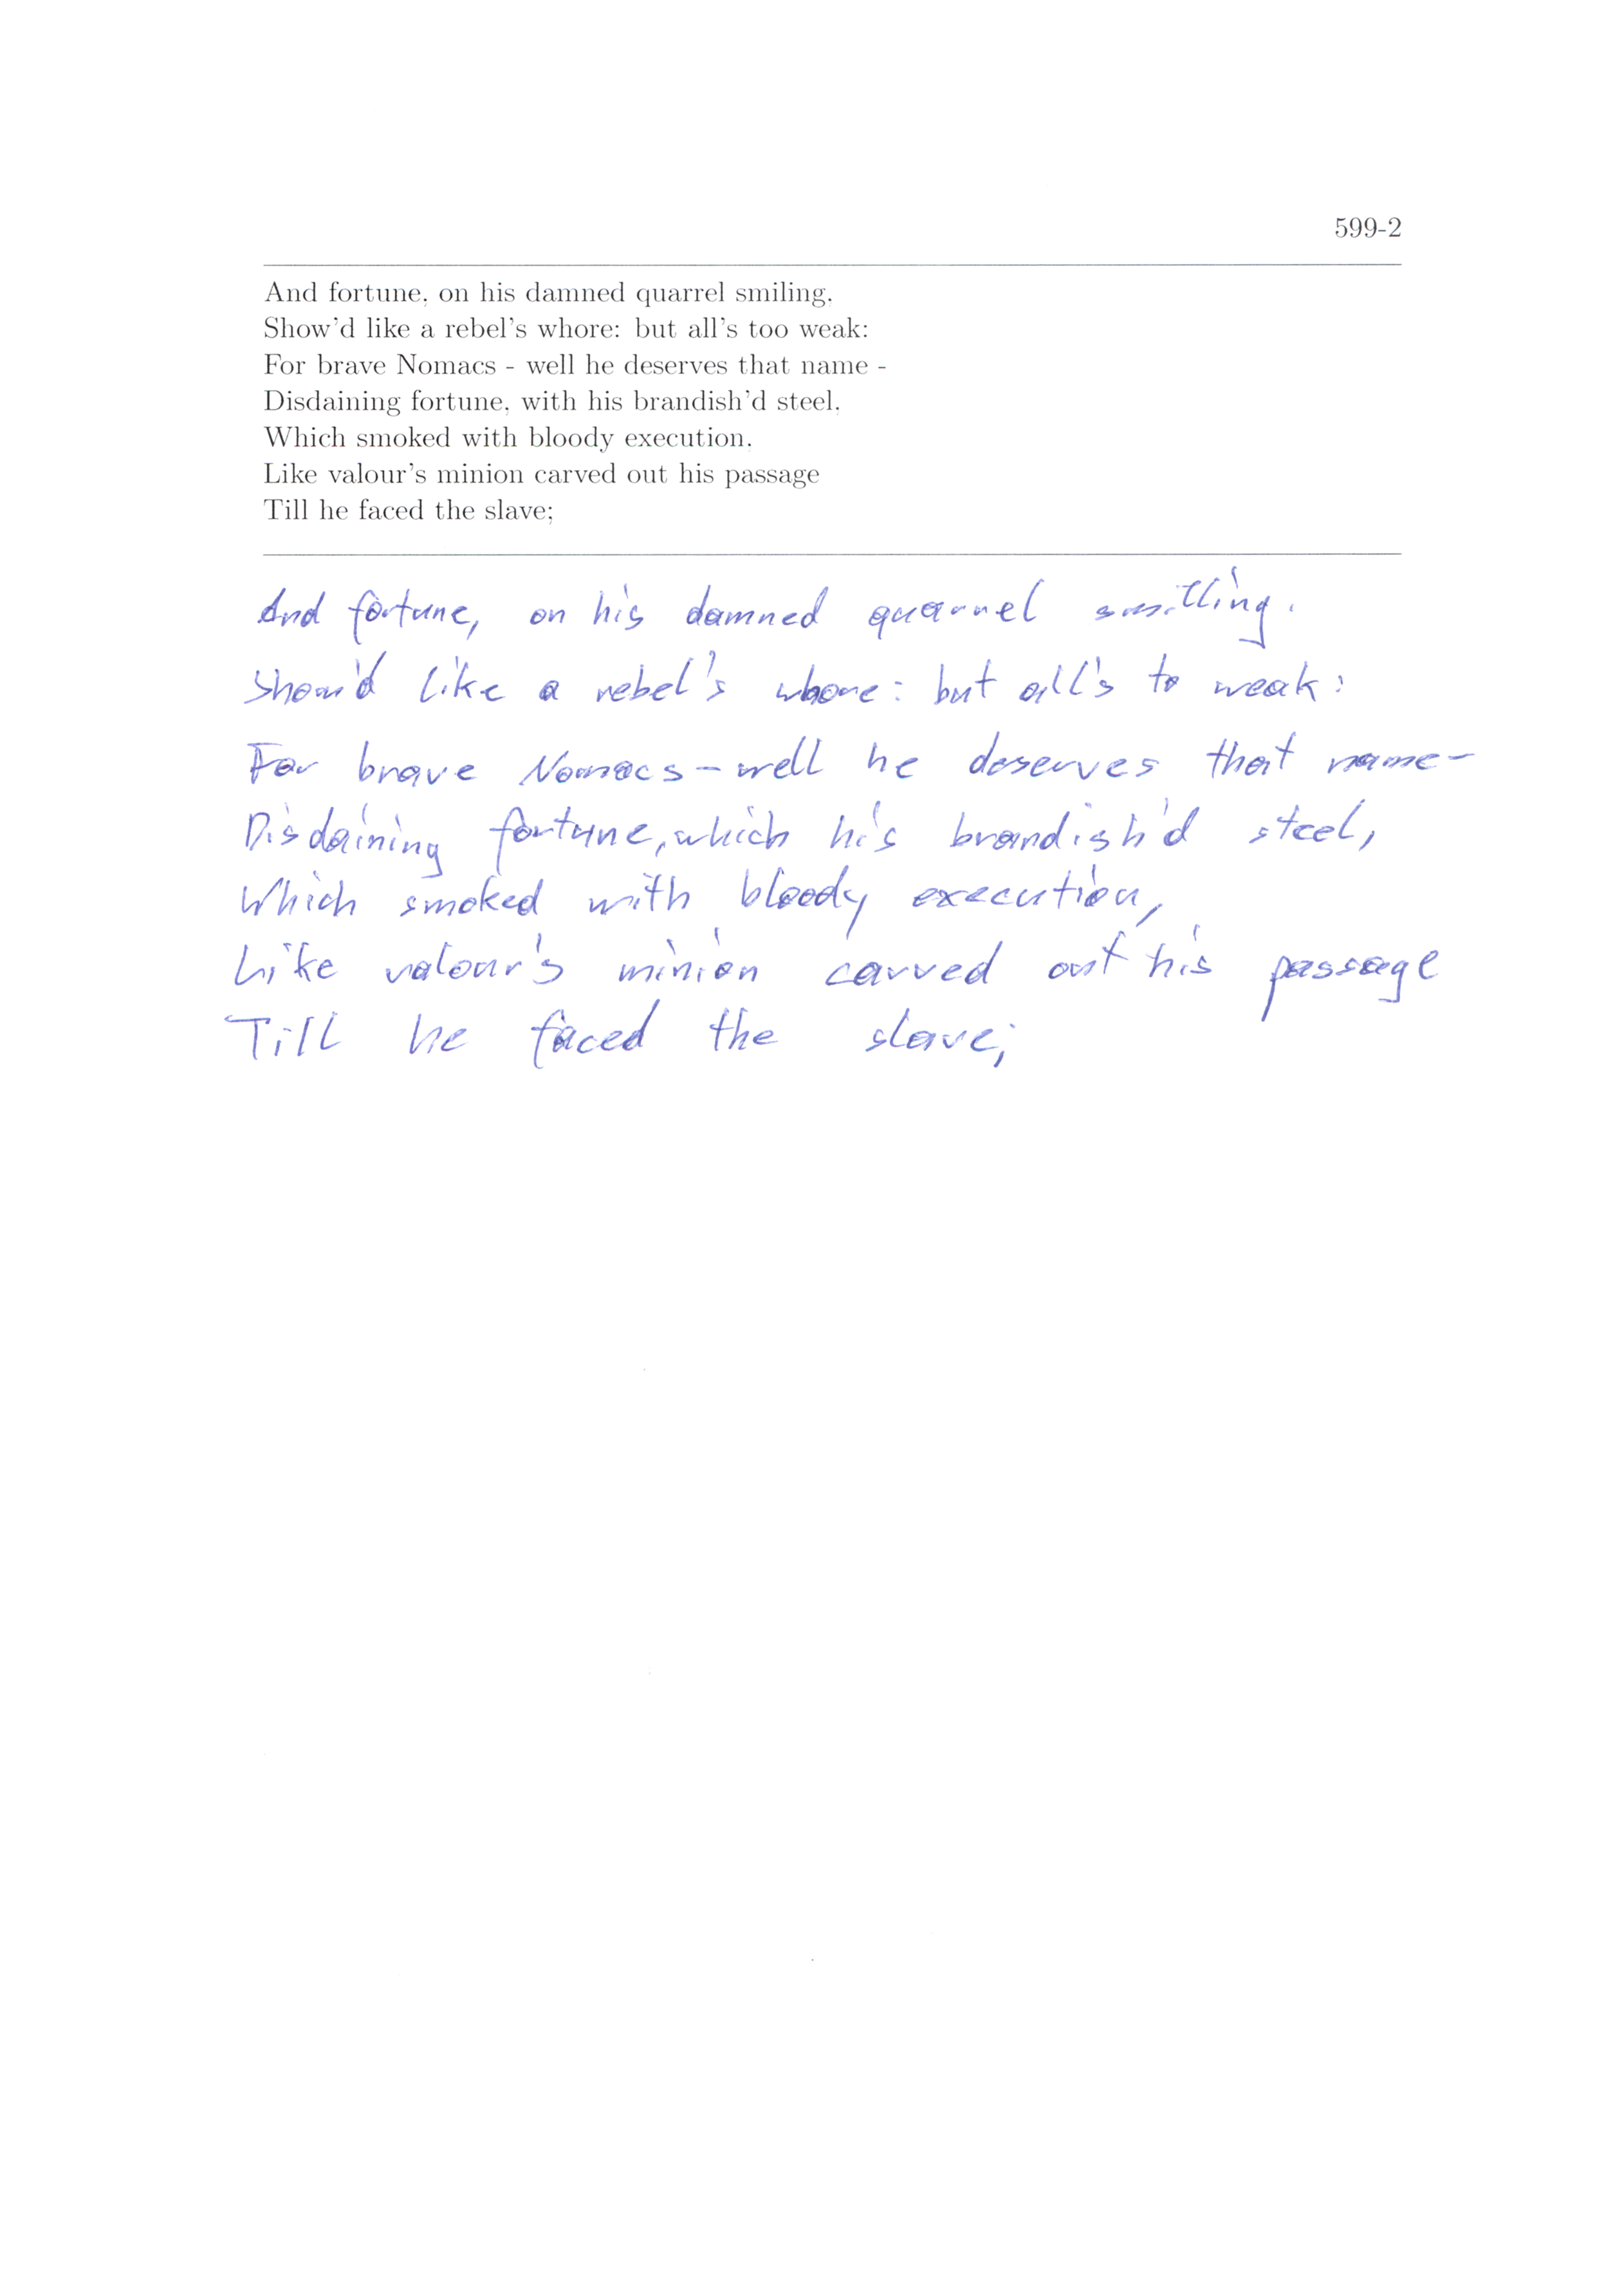 599-2
And fortune, on his damned quarrel smiling,
Show'd like a rebel's whore: but all's too weak:
For brave Nomacs - well he deserves that name -
Disdaining fortune, with his brandish'd steel,
Which smoked with bloody execution,
Like valour's minion carved out his passage
Till he faced the slave;
And fortune, on his damned quarrel smilling.
Show'd like a rebel's whore: but all's to weak:
For brave Nomacs - well he deserves that name -
Disdaining fortune, which his brandish'd steel,
Which smoked with bloody execution,
Like valour's minion carved out his passage
Till he faced the slave;